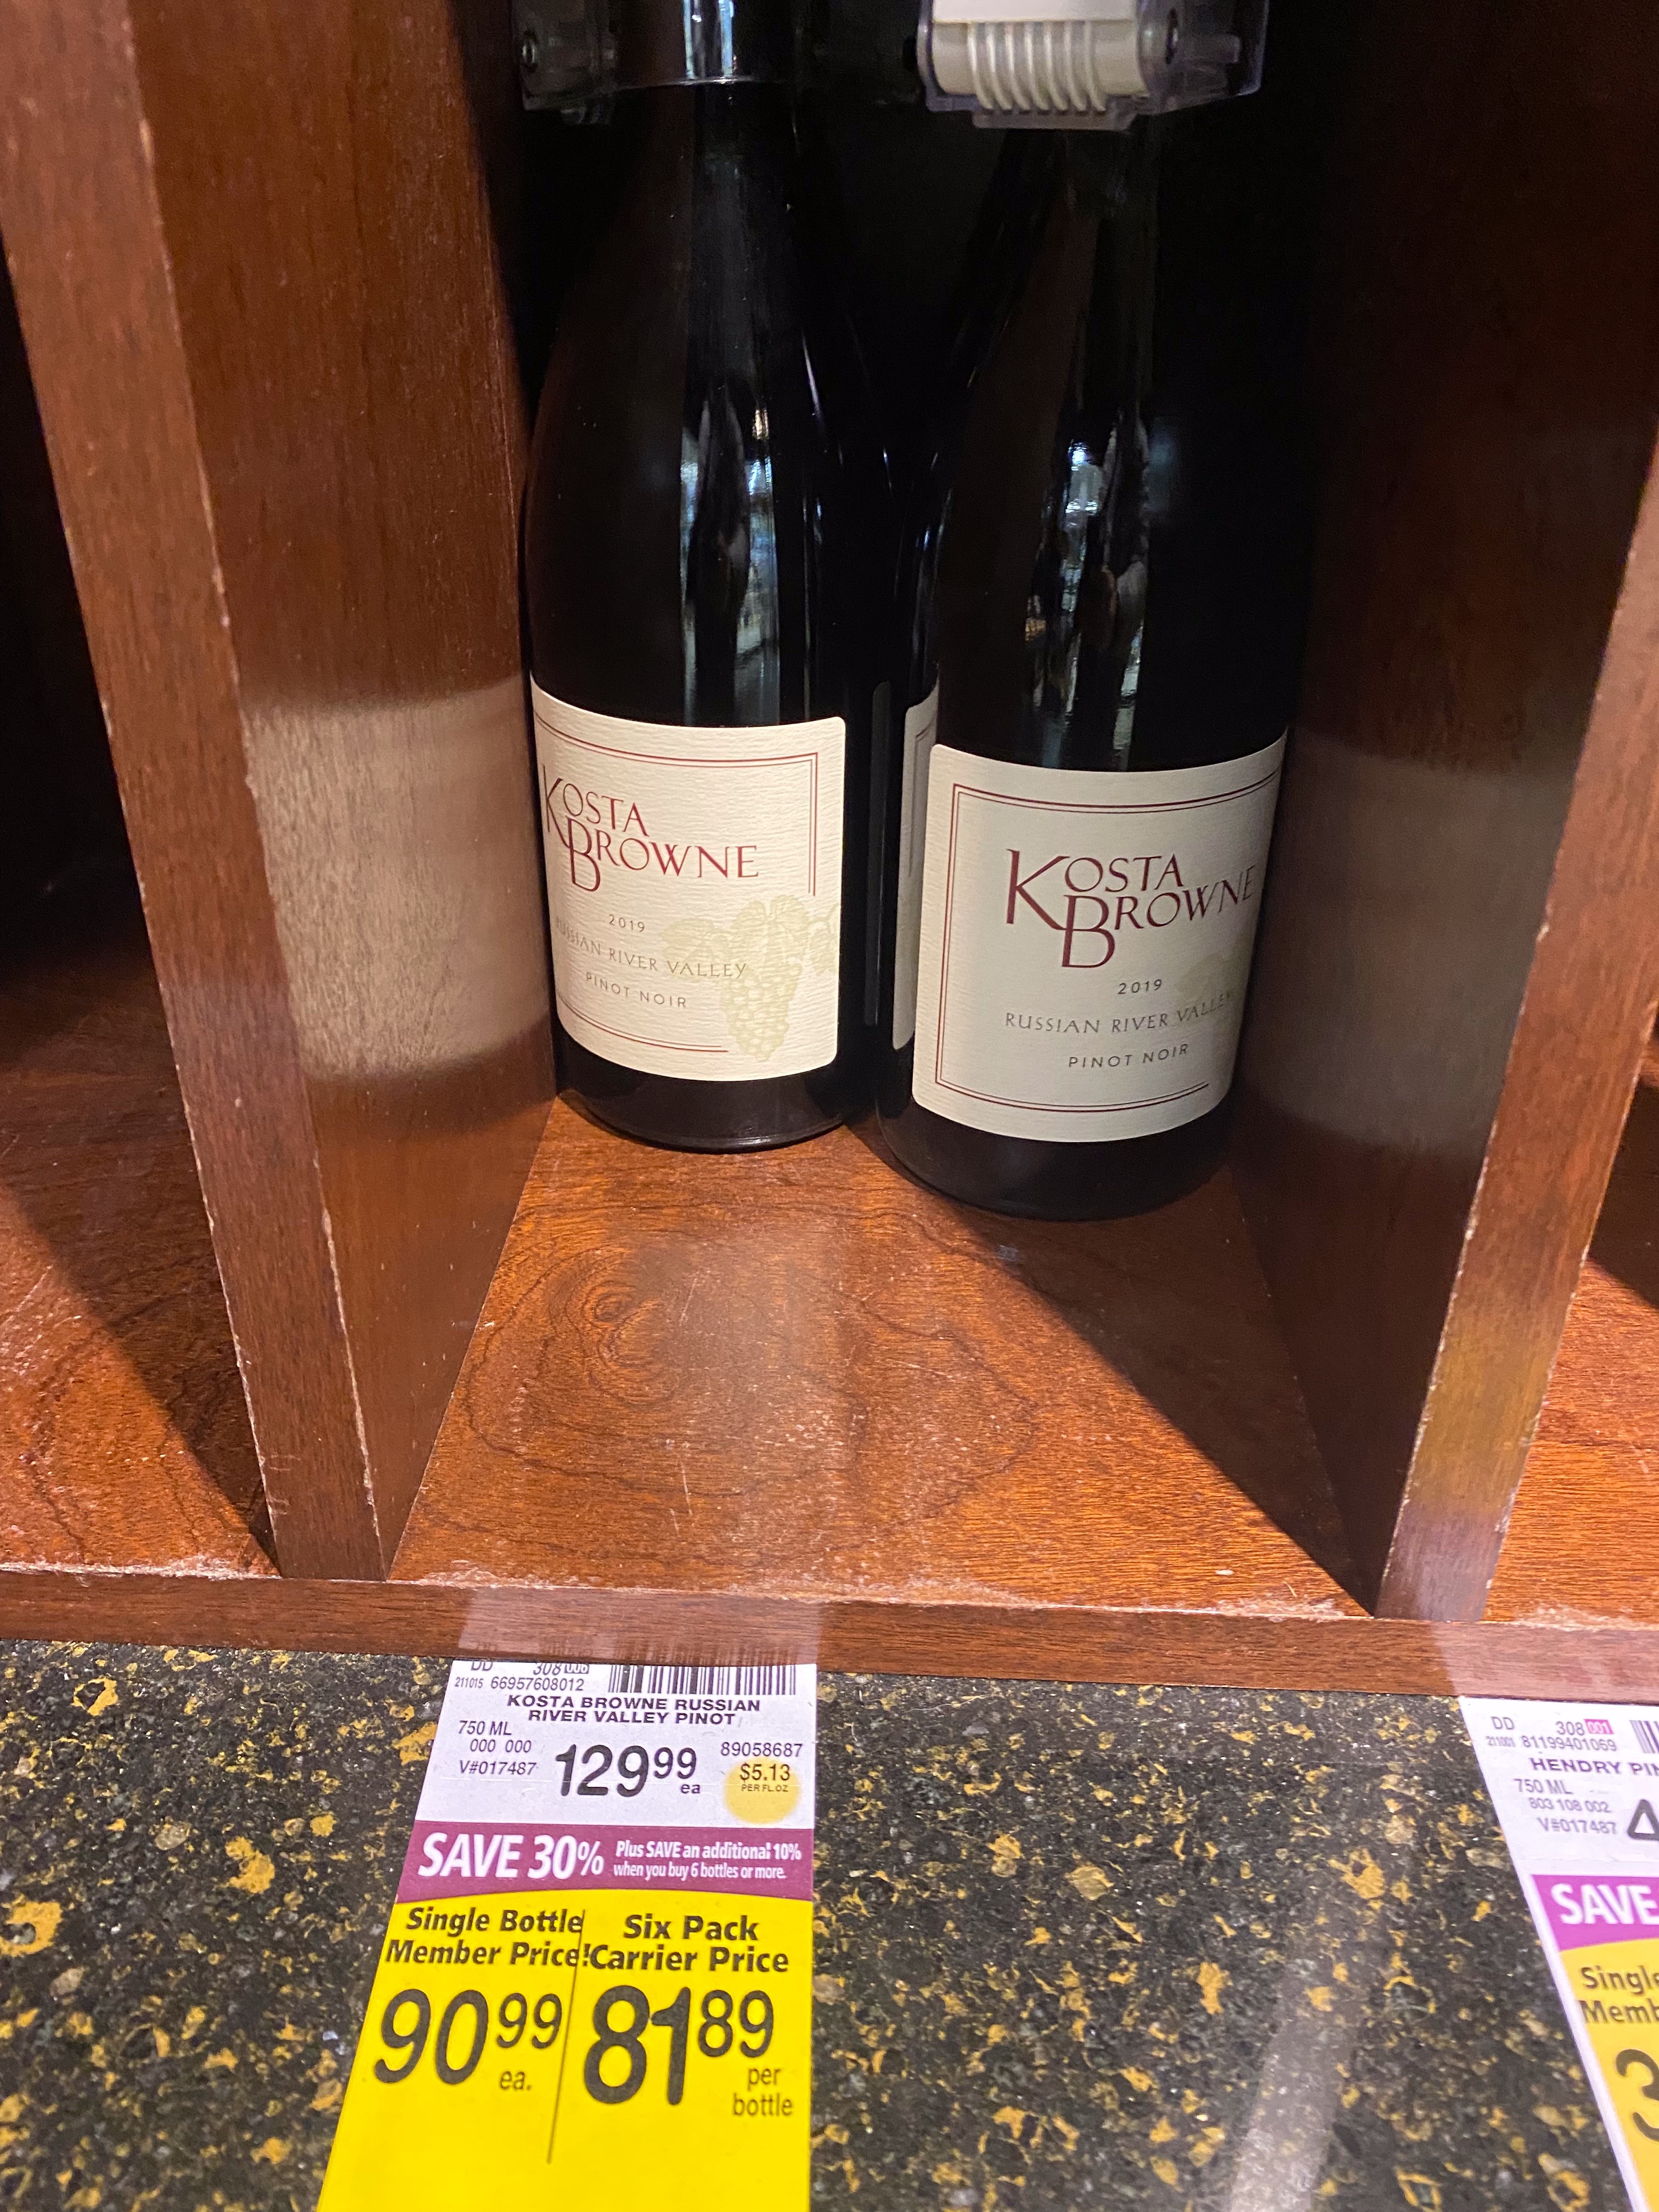 KOSTA
BROWNE
2019
RUSSIAN RIVER VALLEY
PINOT NOIR
KOSTA
BROWNE
2019
RUSSIAN RIVER VALLEY
PINOT NOIR
DD 308 006
211015 66957608012
KOSTA BROWNE RUSSIAN
RIVER VALLEY PINOT
750 ML
000 000
V#017487
129 99 ea
89058687
$5.13
PER FL.OZ
SAVE 30% Plus SAVE an additional 10%
when you buy 6 bottles or more.
Single Bottle
Member Price!
90 99
ea.
Six Pack
Carrier Price
81 89
per
bottle
DD 308 001
211001 81199401069
HENDRY
750 ML
803 108 002
V#017487
SAVE